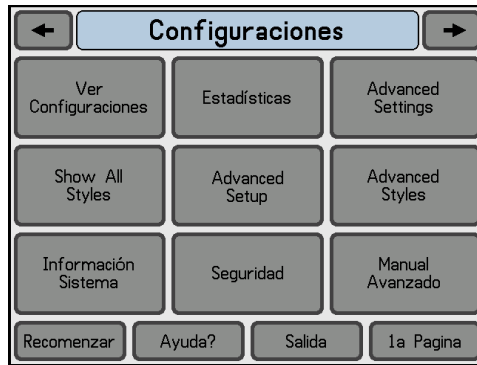 Configuraciones
Ver
Configuraciones
Estadísticas
Advanced
Settings
Show All
Styles
Advanced
Setup
Advanced
Styles
Información
Sistema
Seguridad
Manual
Avanzado
Recomenzar
Ayuda?
Salida
1a Pagina